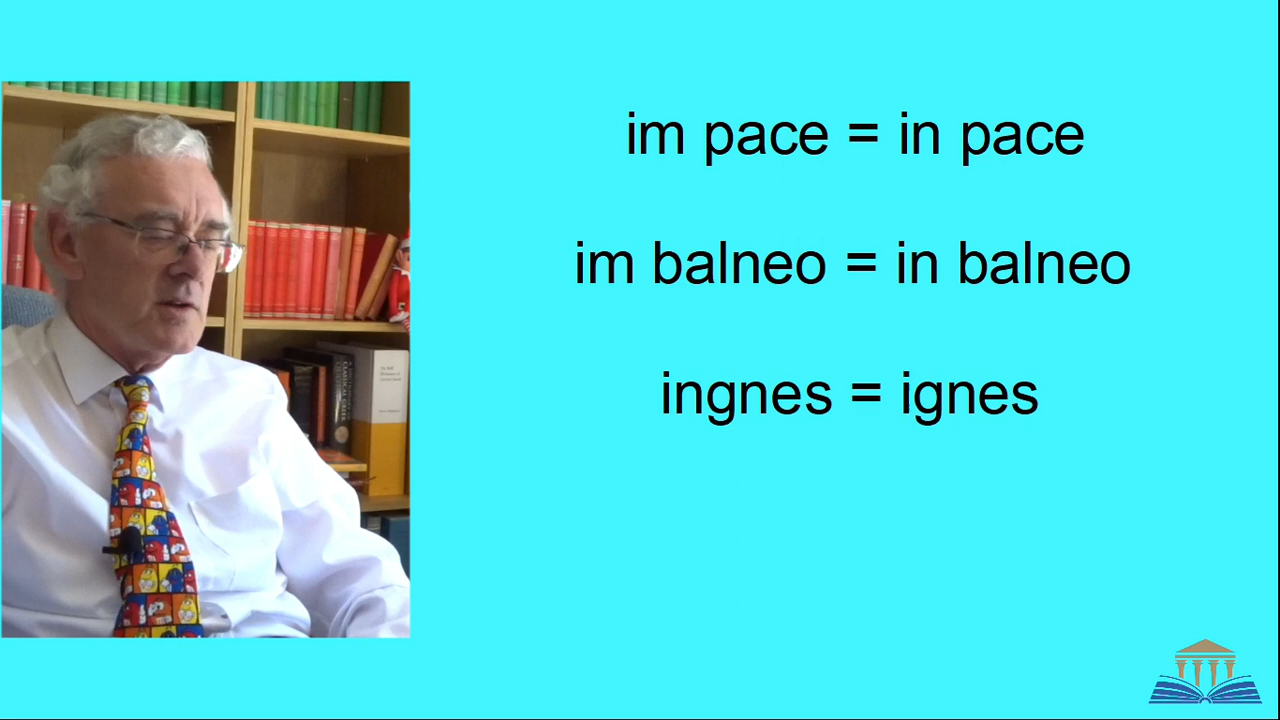 im pace = in pace
im balneo = in balneo
ingnes = ignes